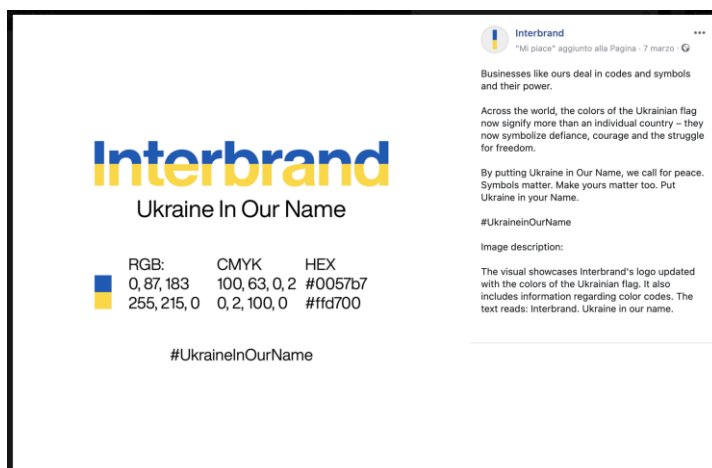 Interbrand
Ukraine In Our Name
RGB: CMYK HEX
0, 87, 183 100, 63, 0, 2 #0057b7
255, 215, 0 0, 2, 100, 0 #ffd700
#UkraineInOurName
Interbrand
"Mi piace" aggiunto alla Pagina · 7 marzo ·
Businesses like ours deal in codes and symbols
and their power.
Across the world, the colors of the Ukrainian flag
now signify more than an individual country – they
now symbolize defiance, courage and the struggle
for freedom.
By putting Ukraine in Our Name, we call for peace.
Symbols matter. Make yours matter too. Put
Ukraine in your Name.
#UkraineinOurName
Image description:
The visual showcases Interbrand's logo updated
with the colors of the Ukrainian flag. It also
includes information regarding color codes. The
text reads: Interbrand. Ukraine in our name.